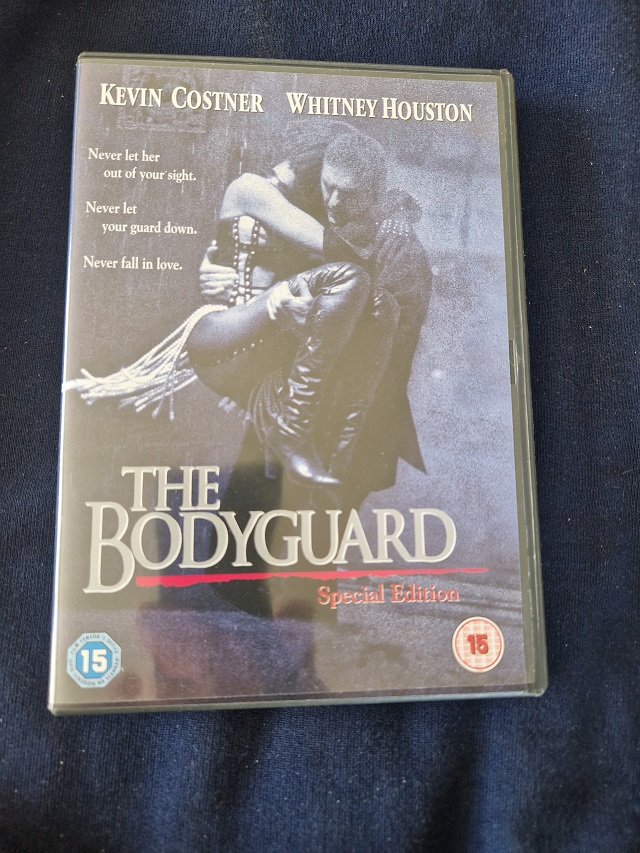 KEVIN COSTNER WHITNEY HOUSTON
Never let her
out of your sight.
Never let
your guard down.
Never fall in love.
THE
BODYGUARD
Special Edition
15
15